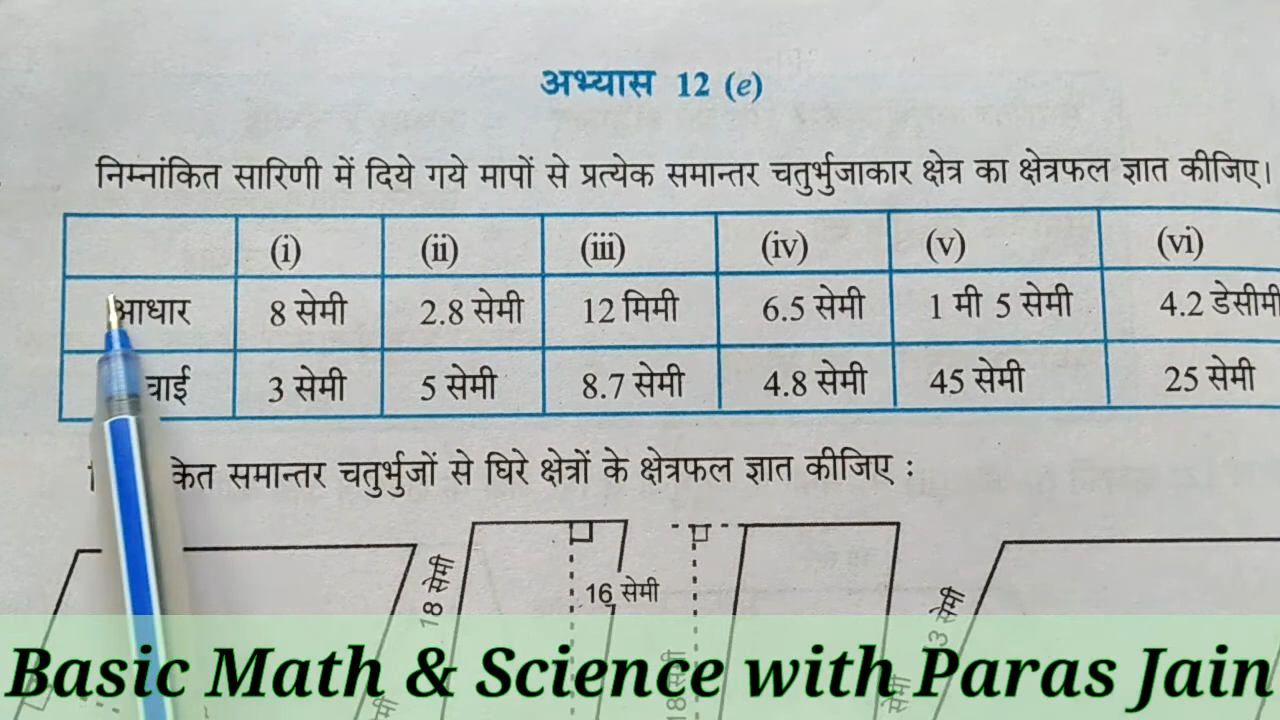 अभ्यास 12 (e)
निम्नांकित सारिणी में दिये गये मापों से प्रत्येक समान्तर चतुर्भुजाकार क्षेत्र का क्षेत्रफल ज्ञात कीजिए।
(i) (ii) (iii) (iv) (v) (vi)
आधार 8 सेमी 2.8 सेमी 12 मिमी 6.5 सेमी 1 मी 5 सेमी 4.2 डेसीमी
3 सेमी 5 सेमी 8.7 सेमी 4.8 सेमी 45 सेमी 25 सेमी
समान्तर चतुर्भुजों से घिरे क्षेत्रों के क्षेत्रफल ज्ञात कीजिए :
18 सेमी
16 सेमी
Basic Math & Science with Paras Jain